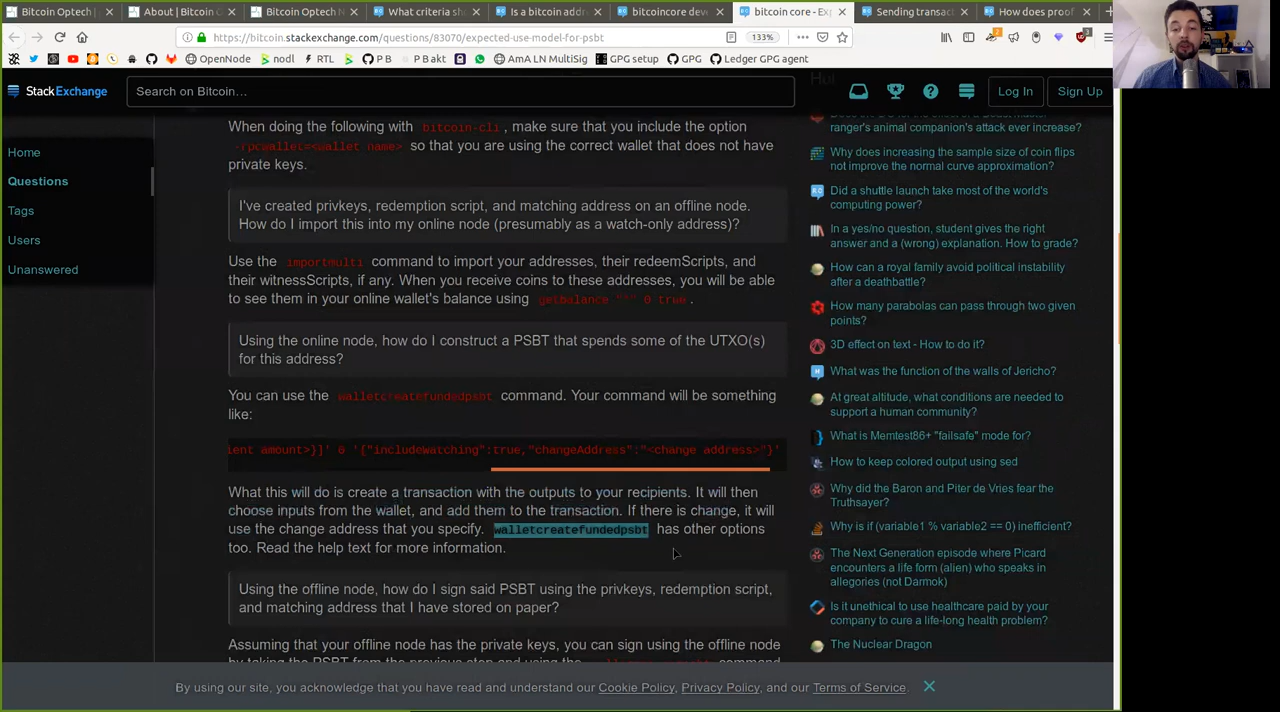 Bitcoin Optech
About | Bitcoin O
Bitcoin Optech N
What criteria sh
Is a bitcoin addr
bitcoincore deve
bitcoin core - Exp
Sending transac
How does proof
https://bitcoin.stackexchange.com/questions/83070/expected-use-model-for-psbt
133%
OpenNode
nodl
RTL
P B
P B akt
AmA LN MultiSig
GPG setup
GPG
Ledger GPG agent
StackExchange
Search on Bitcoin…
Log In
Sign Up
Home
Questions
Tags
Users
Unanswered
When doing the following with bitcoin-cli, make sure that you include the option
-rpcwallet=<wallet name> so that you are using the correct wallet that does not have
private keys.
I've created privkeys, redemption script, and matching address on an offline node.
How do I import this into my online node (presumably as a watch-only address)?
Use the importmulti command to import your addresses, their redeemScripts, and
their witnessScripts, if any. When you receive coins to these addresses, you will be able
to see them in your online wallet's balance using getbalance "*" 0 true.
Using the online node, how do I construct a PSBT that spends some of the UTXO(s)
for this address?
You can use the walletcreatefundedpsbt command. Your command will be something
like:
ient amount>}]' 0 '{"includeWatching":true,"changeAddress":"<change address>"}'
What this will do is create a transaction with the outputs to your recipients. It will then
choose inputs from the wallet, and add them to the transaction. If there is change, it will
use the change address that you specify. walletcreatefundedpsbt has other options
too. Read the help text for more information.
Using the offline node, how do I sign said PSBT using the privkeys, redemption script,
and matching address that I have stored on paper?
Assuming that your offline node has the private keys, you can sign using the offline node
ranger's animal companion's attack ever increase?
Why does increasing the sample size of coin flips
not improve the normal curve approximation?
Did a shuttle launch take most of the world's
computing power?
In a yes/no question, student gives the right
answer and a (wrong) explanation. How to grade?
How can a royal family avoid political instability
after a deathbattle?
How many parabolas can pass through two given
points?
3D effect on text - How to do it?
What was the function of the walls of Jericho?
At great altitude, what conditions are needed to
support a human community?
What is Memtest86+ "failsafe" mode for?
How to keep colored output using sed
Why did the Baron and Piter de Vries fear the
Truthsayer?
Why is if (variable1 % variable2 == 0) inefficient?
The Next Generation episode where Picard
encounters a life form (alien) who speaks in
allegories (not Darmok)
Is it unethical to use healthcare paid by your
company to cure a life-long health problem?
The Nuclear Dragon
By using our site, you acknowledge that you have read and understand our Cookie Policy, Privacy Policy, and our Terms of Service.